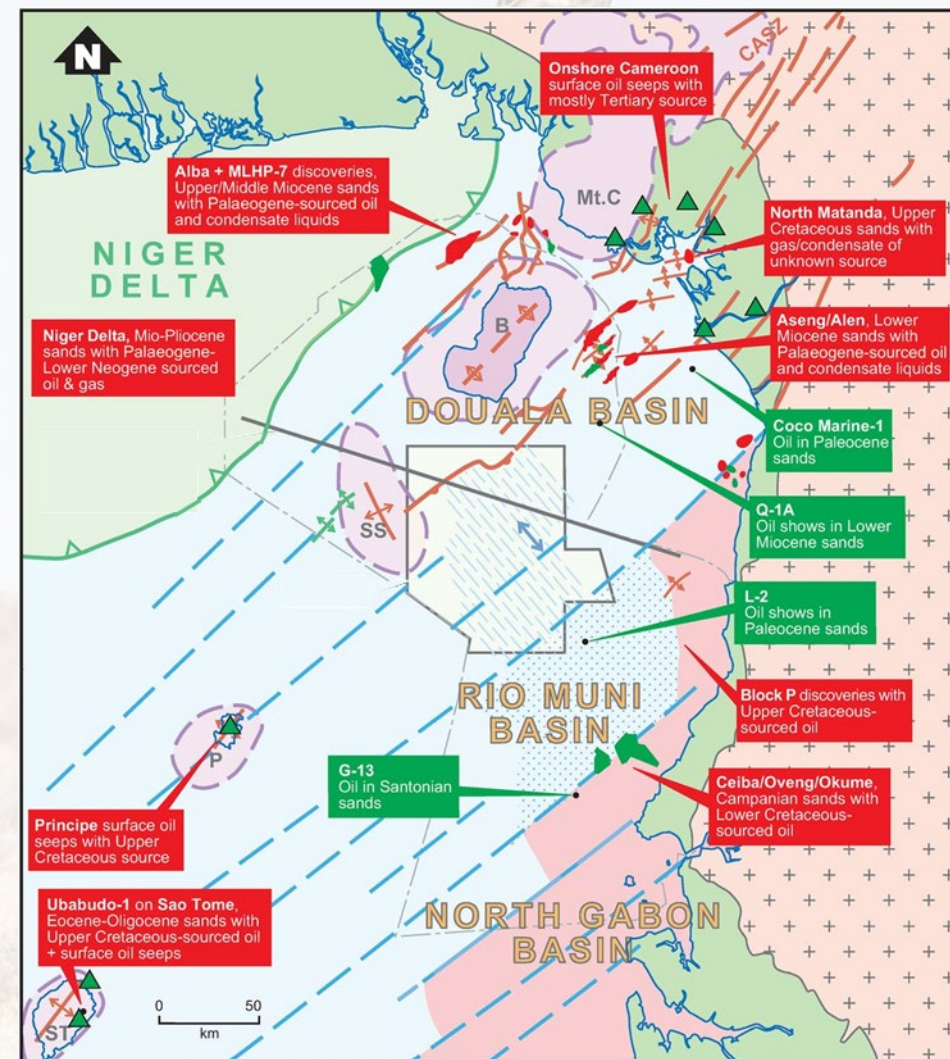 N
CASZ
Onshore Cameroon
surface oil seeps with
mostly Tertiary source
Alba + MLHP-7 discoveries,
Upper/Middle Miocene sands
with Palaeogene-sourced oil
and condensate liquids
Mt.C
North Matanda, Upper
Cretaceous sands with
gas/condensate of
unknown source
NIGER
DELTA
Niger Delta, Mio-Pliocene
sands with Palaeogene-
Lower Neogene sourced
oil & gas
B
Aseng/Alen, Lower
Miocene sands with
Palaeogene-sourced oil
and condensate liquids
DOUALA BASIN
Coco Marine-1
Oil in Paleocene
sands
SS
Q-1A
Oil shows in Lower
Miocene sands
L-2
Oil shows in
Paleocene sands
RIO MUNI
BASIN
Block P discoveries with
Upper Cretaceous-
sourced oil
P
G-13
Oil in Santonian
sands
Ceiba/Oveng/Okume,
Campanian sands with
Lower Cretaceous-
sourced oil
Principe surface oil
seeps with Upper
Cretaceous source
Ubabudo-1 on Sao Tome,
Eocene-Oligocene sands with
Upper Cretaceous-sourced oil
+ surface oil seeps
NORTH GABON
BASIN
ST
0 50
km